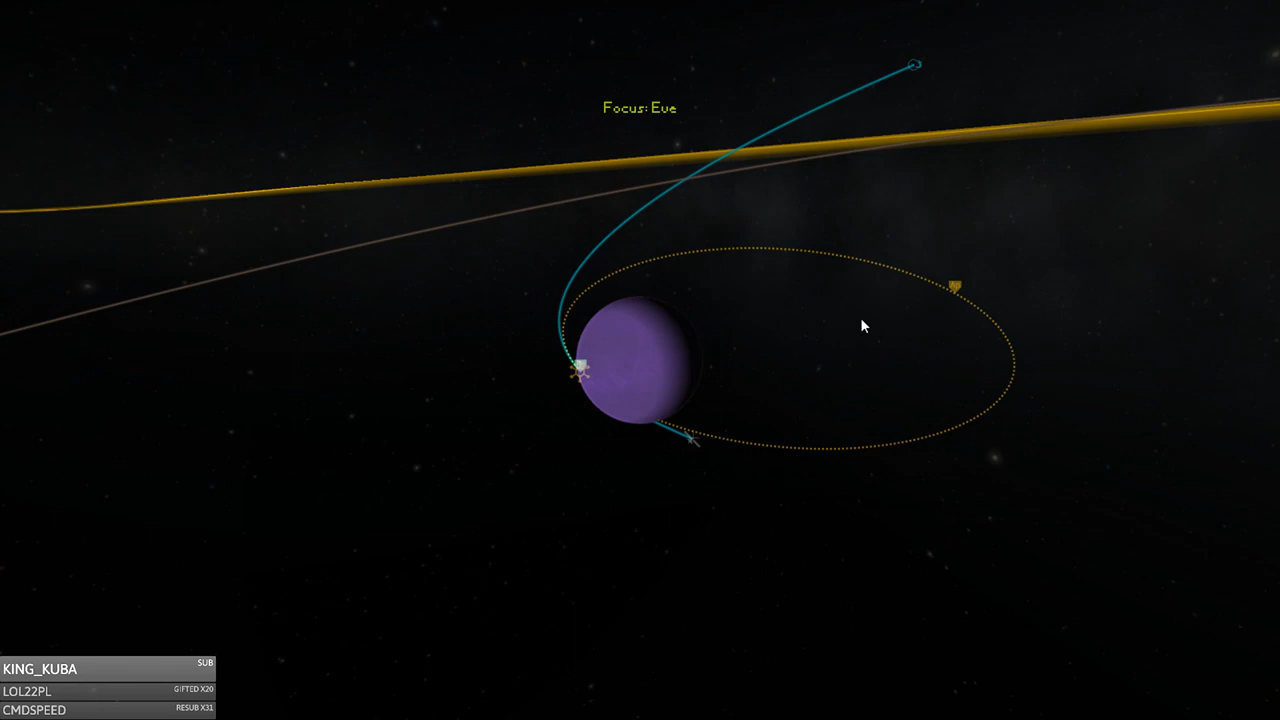 Focus: Eve
KING_KUBA SUB
LOL22PL GIFTED X20
CMDSPEED RESUB X31